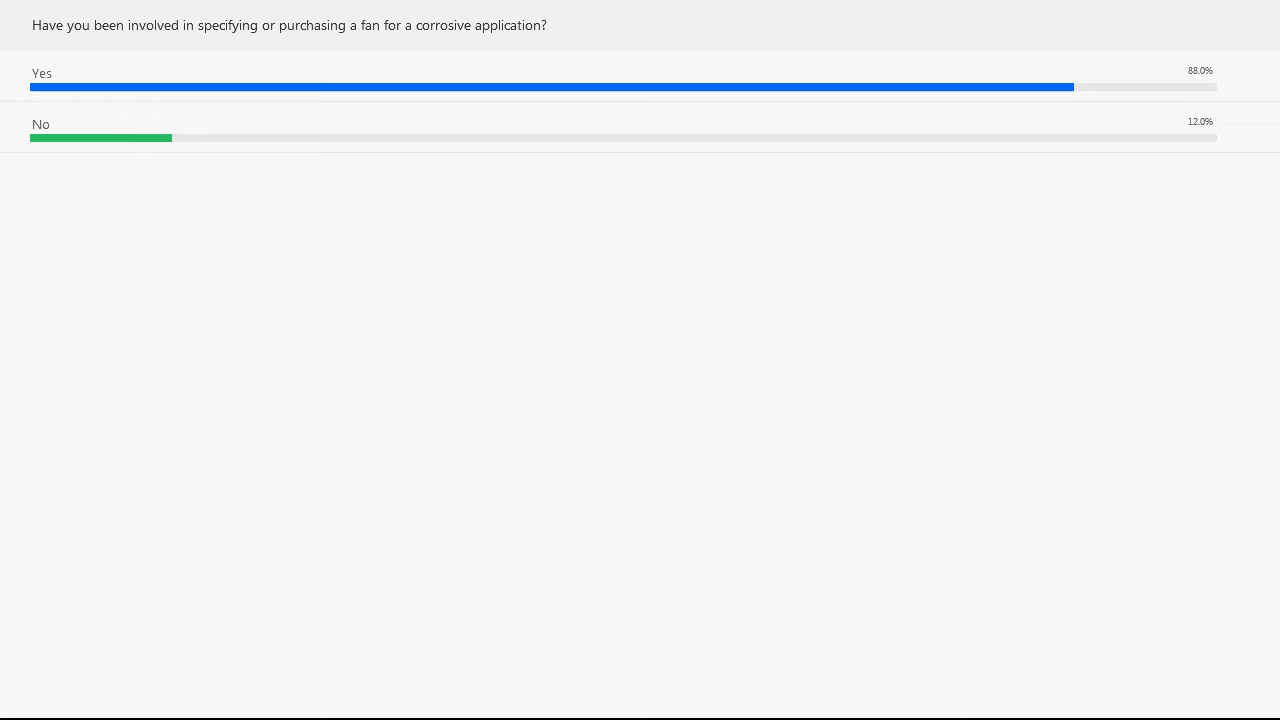 Have you been involved in specifying or purchasing a fan for a corrosive application?
Yes
88.0%
No
12.0%